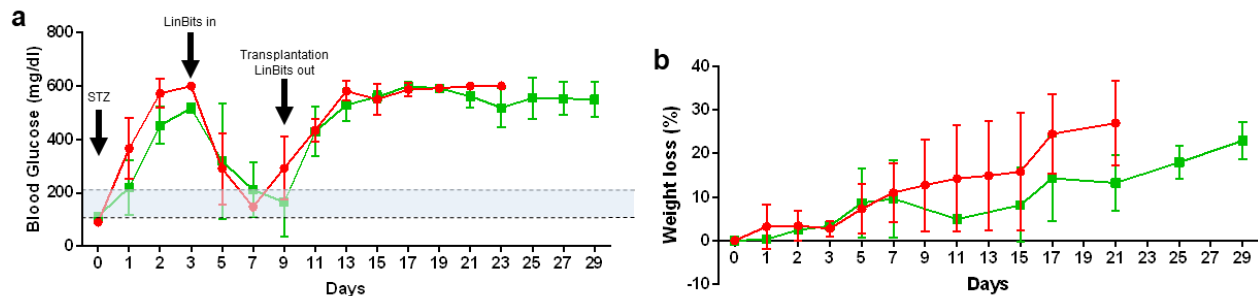 a
LinBits in
Transplantation
LinBits out
STZ
Blood Glucose (mg/dl)
800
600
400
200
0
0 1 2 3 5 7 9 11 13 15 17 19 21 23 25 27 29
Days
b
Weight loss (%)
40
30
20
10
0
-10
0 1 2 3 5 7 9 11 13 15 17 19 21 23 25 27 29
Days